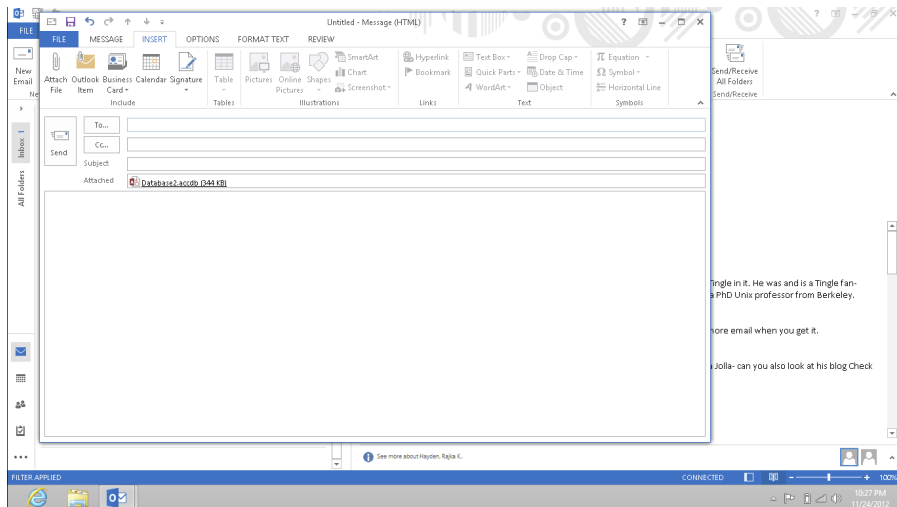 Untitled - Message (HTML)
FILE
FILE MESSAGE INSERT OPTIONS FORMAT TEXT REVIEW
New Email
Attach File
Outlook Item
Business Card
Calendar
Signature
Include
Table
Tables
Pictures
Online Pictures
Shapes
SmartArt
Chart
Screenshot
Illustrations
Hyperlink
Bookmark
Links
Text Box
Quick Parts
WordArt
Drop Cap
Date & Time
Object
Text
Equation
Symbol
Horizontal Line
Symbols
Send/Receive
All Folders
Send/Receive
Ne
Inbox 1
All Folders
Send
To...
Cc...
Subject
Attached Database2.accdb (344 KB)
Tingle in it. He was and is a Tingle fan-
a PhD Unix professor from Berkeley.
more email when you get it.
Jolla- can you also look at his blog Check
See more about Hayden, Rajka K..
FILTER APPLIED
CONNECTED
100%
10:27 PM
11/24/2012